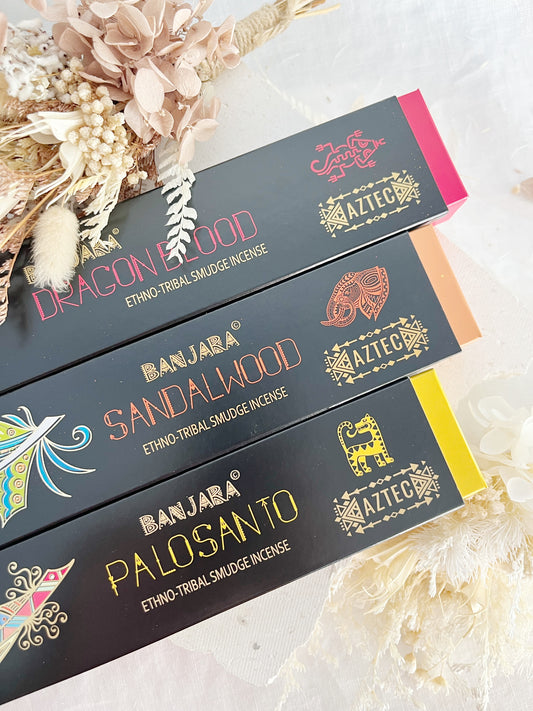 BANJARA©
DRAGON BLOOD
ETHNO-TRIBAL SMUDGE INCENSE
AZTEC
BANJARA©
SANDALWOOD
ETHNO-TRIBAL SMUDGE INCENSE
AZTEC
BANJARA©
PALOSANTO
ETHNO-TRIBAL SMUDGE INCENSE
AZTEC